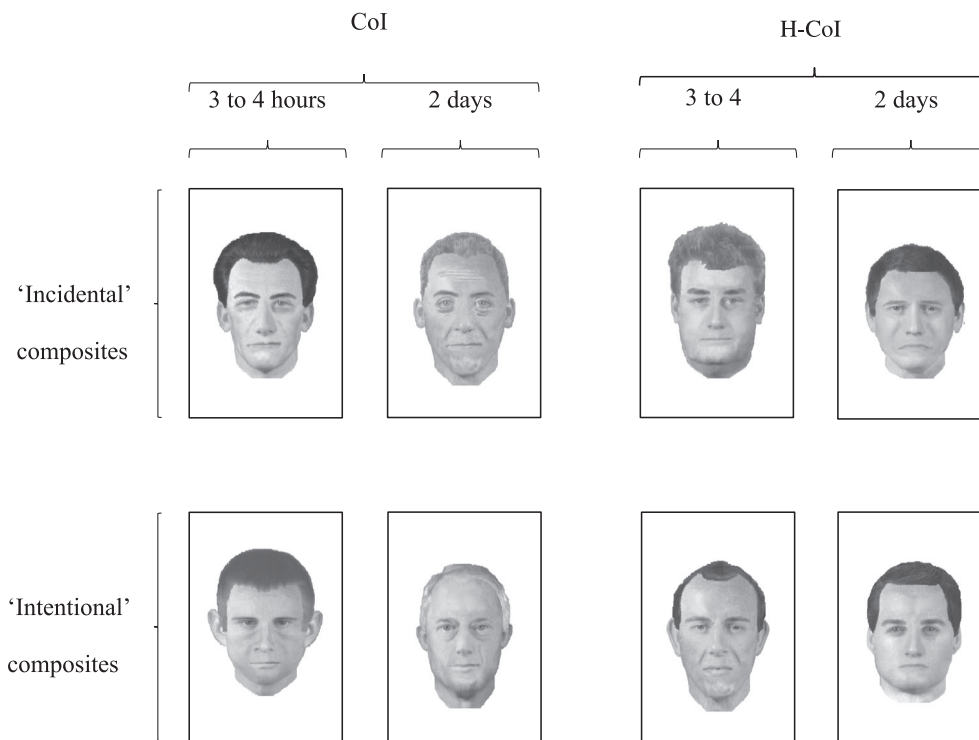 CoI
H-CoI
3 to 4 hours
2 days
3 to 4
2 days
‘Incidental’
composites
‘Intentional’
composites